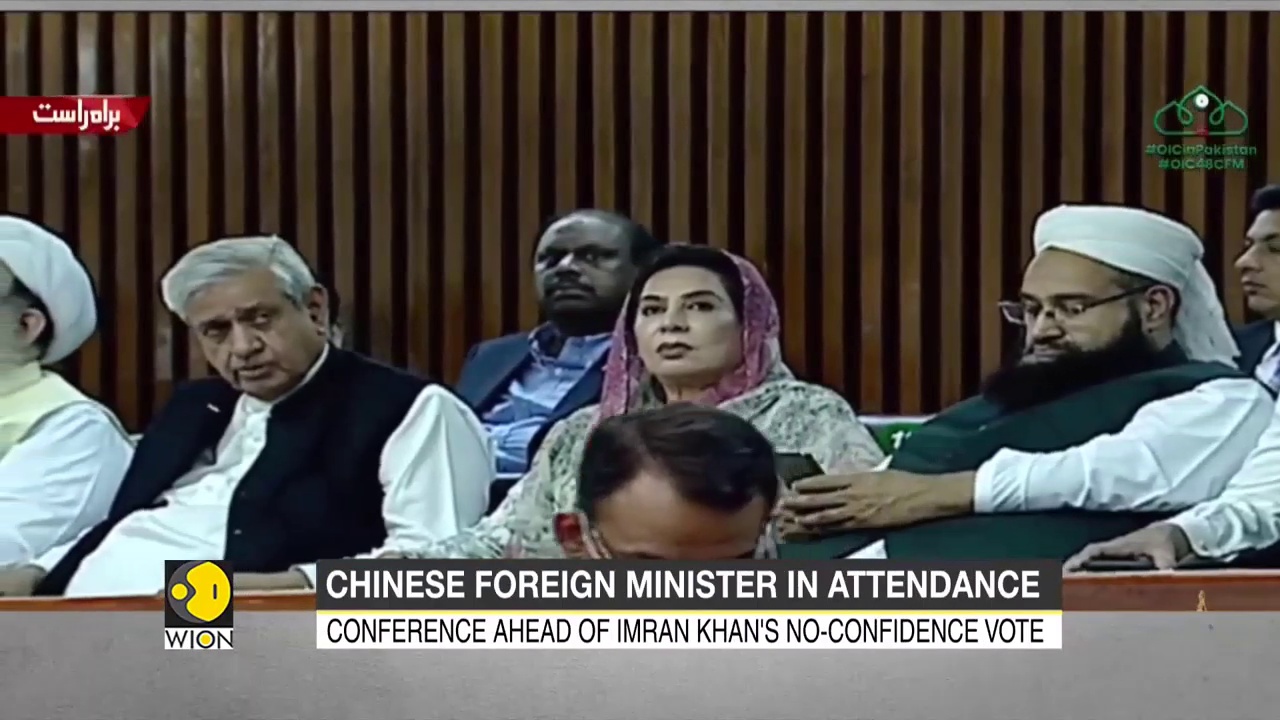 براہ راست
#OICinPakistan
#OIC48CFM
WION
CHINESE FOREIGN MINISTER IN ATTENDANCE
CONFERENCE AHEAD OF IMRAN KHAN'S NO-CONFIDENCE VOTE